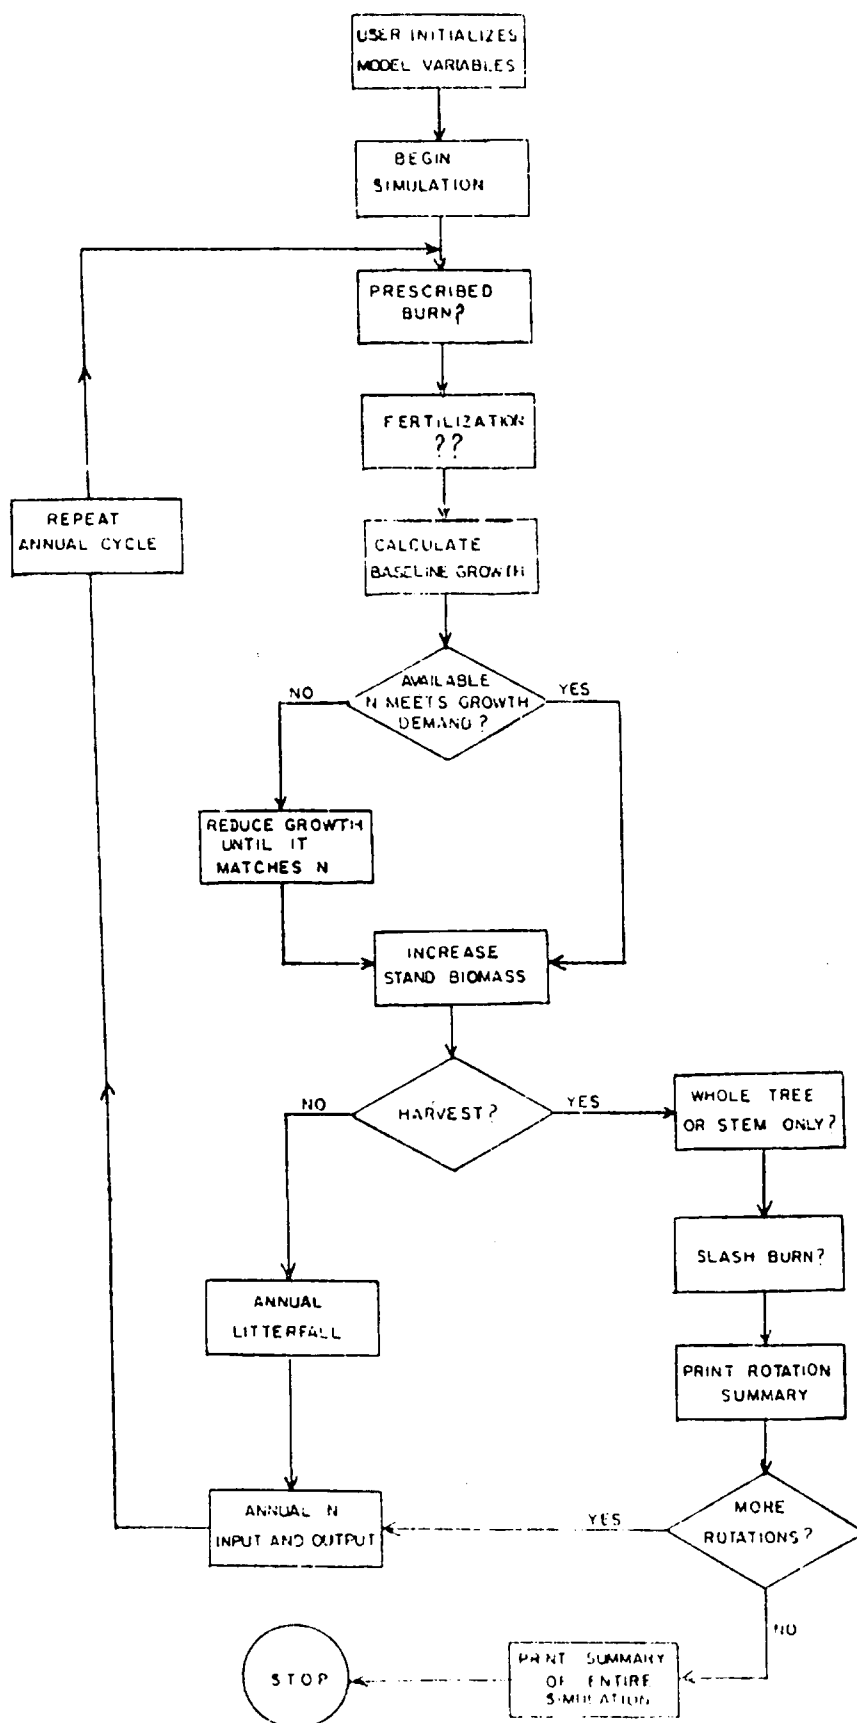 USER INITIALIZES
MODEL VARIABLES
BEGIN
SIMULATION
PRESCRIBED
BURN?
FERTILIZATION
??
REPEAT
ANNUAL CYCLE
CALCULATE
BASELINE GROWTH
AVAILABLE
N MEETS GROWTH
DEMAND?
NO
YES
REDUCE GROWTH
UNTIL IT
MATCHES N
INCREASE
STAND BIOMASS
HARVEST?
NO
YES
WHOLE TREE
OR STEM ONLY?
SLASH BURN?
ANNUAL
LITTERFALL
PRINT ROTATION
SUMMARY
ANNUAL N
INPUT AND OUTPUT
YES
MORE
ROTATIONS?
NO
PRINT SUMMARY
OF ENTIRE
SIMULATION
STOP